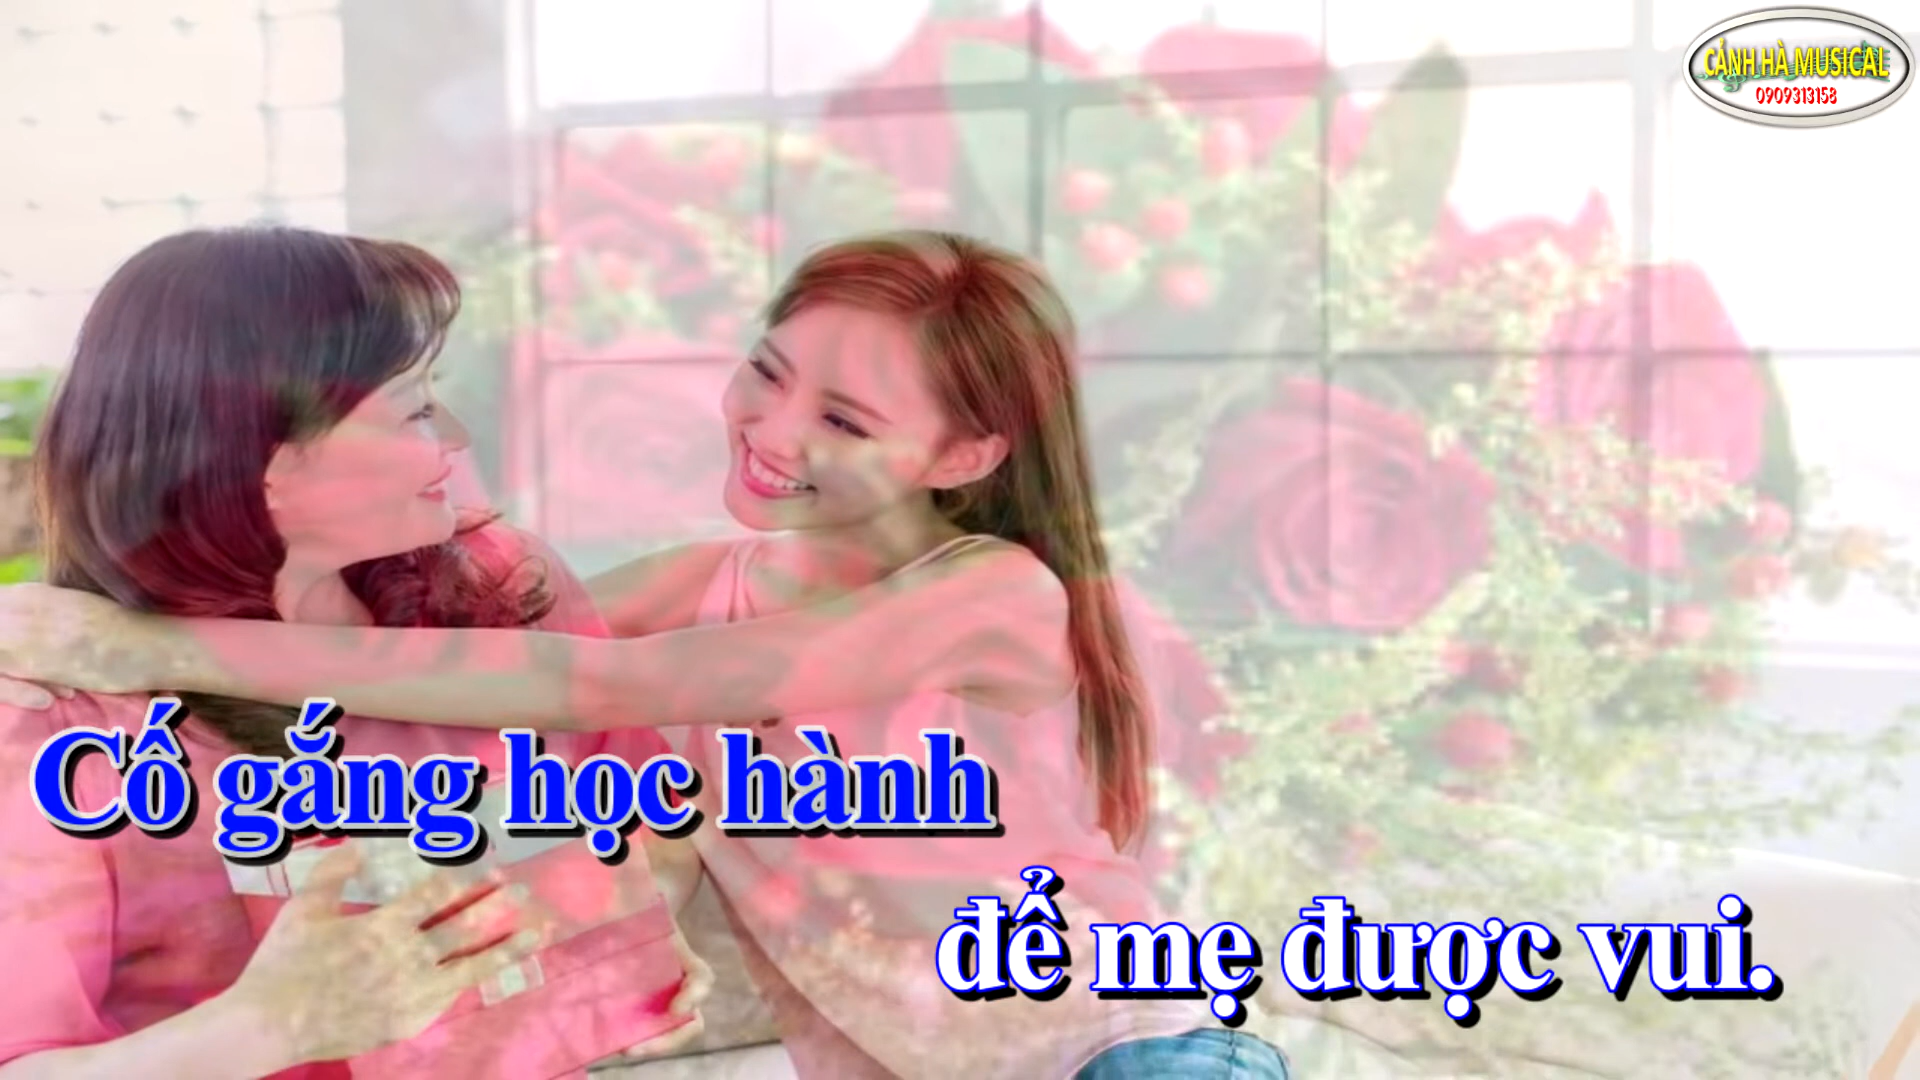 CẢNH HÀ MUSICAL
0909313158
Cố gắng học hành
để mẹ được vui.